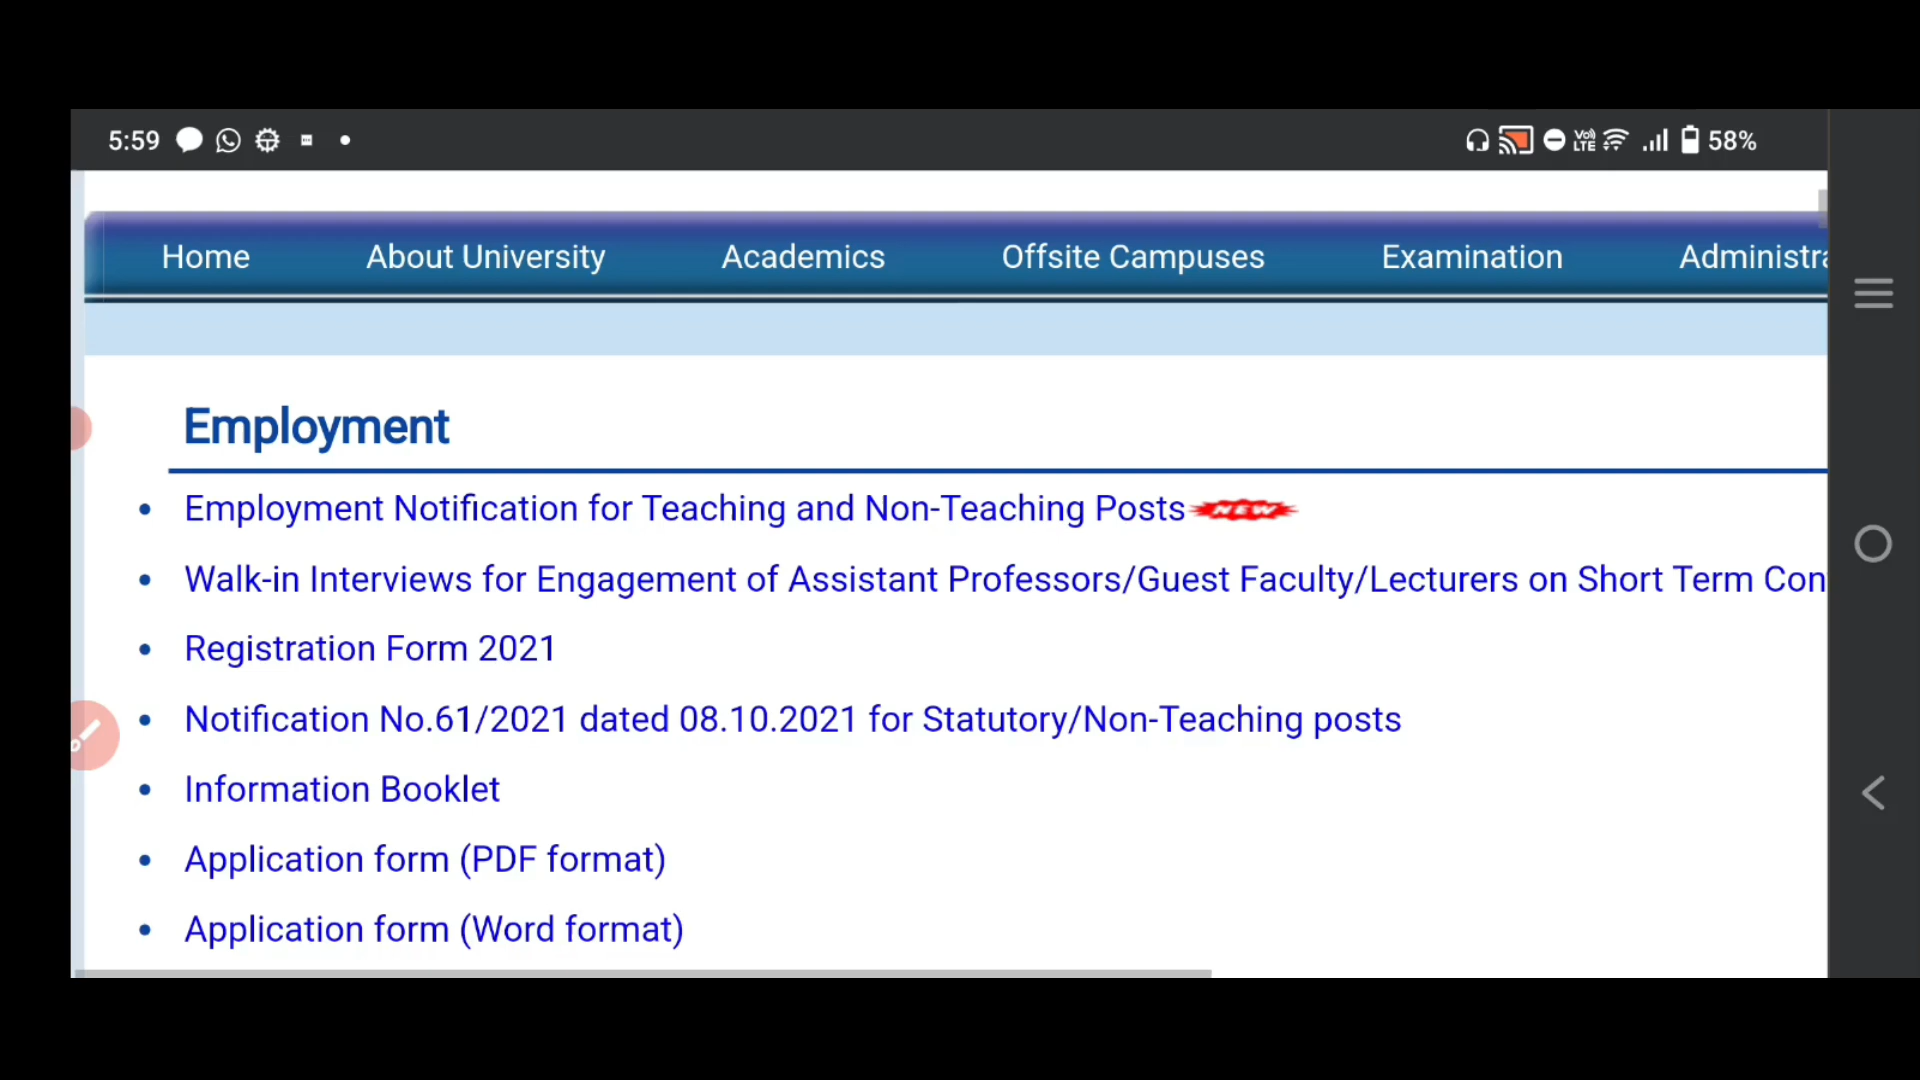 5:59 VoD LTE 58%
Home About University Academics Offsite Campuses Examination Administra
Employment
Employment Notification for Teaching and Non-Teaching Posts NEW
Walk-in Interviews for Engagement of Assistant Professors/Guest Faculty/Lecturers on Short Term Con
Registration Form 2021
Notification No.61/2021 dated 08.10.2021 for Statutory/Non-Teaching posts
Information Booklet
Application form (PDF format)
Application form (Word format)